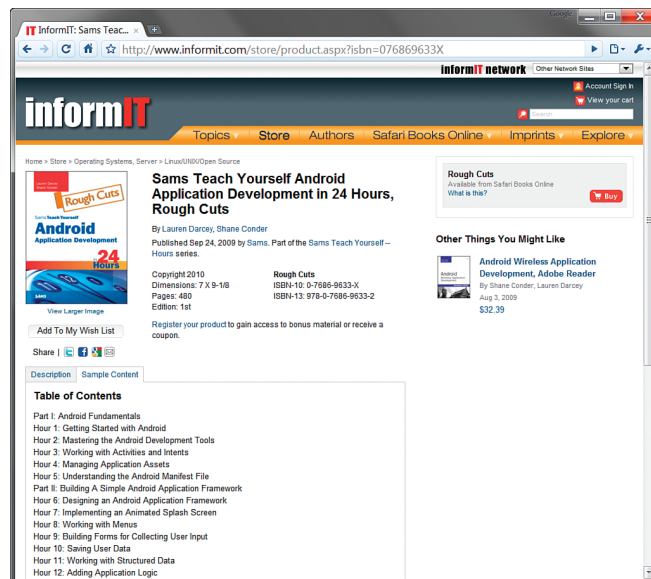 Google
InformIT: Sams Teac...
http://www.informit.com/store/product.aspx?isbn=076869633X
informIT network
Other Network Sites
Account Sign In
View your cart
informIT
Search
Topics
Store
Authors
Safari Books Online
Imprints
Explore
Home > Store > Operating Systems, Server > Linux/UNIX/Open Source
Rough Cuts
Sams Teach Yourself
Android
Application Development
24
Hours
SAMS
View Larger Image
Add To My Wish List
Share |
Sams Teach Yourself Android
Application Development in 24 Hours,
Rough Cuts
By Lauren Darcey, Shane Conder
Published Sep 24, 2009 by Sams. Part of the Sams Teach Yourself --
Hours series.
Copyright 2010
Dimensions: 7 X 9-1/8
Pages: 480
Edition: 1st
Rough Cuts
ISBN-10: 0-7686-9633-X
ISBN-13: 978-0-7686-9633-2
Register your product to gain access to bonus material or receive a
coupon.
Rough Cuts
Available from Safari Books Online
What is this?
Buy
Other Things You Might Like
Android
Android Wireless Application
Development, Adobe Reader
By Shane Conder, Lauren Darcey
Aug 3, 2009
$32.39
Description
Sample Content
Table of Contents
Part I: Android Fundamentals
Hour 1: Getting Started with Android
Hour 2: Mastering the Android Development Tools
Hour 3: Working with Activities and Intents
Hour 4: Managing Application Assets
Hour 5: Understanding the Android Manifest File
Part II: Building A Simple Android Application Framework
Hour 6: Designing an Android Application Framework
Hour 7: Implementing an Animated Splash Screen
Hour 8: Working with Menus
Hour 9: Building Forms for Collecting User Input
Hour 10: Saving User Data
Hour 11: Working with Structured Data
Hour 12: Adding Application Logic